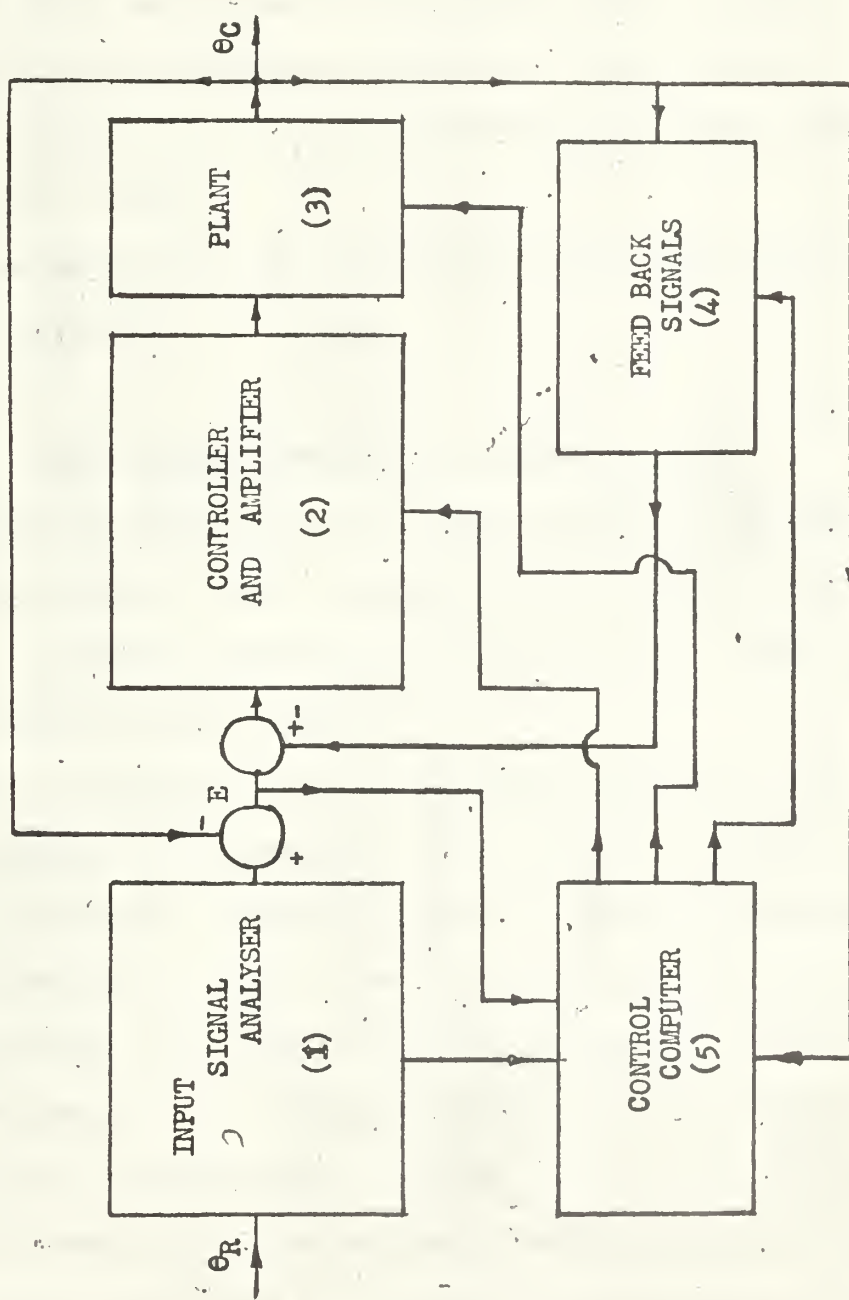 θR
INPUT
SIGNAL
ANALYSER
(1)
+
-
E
+-
CONTROLLER
AND AMPLIFIER
(2)
PLANT
(3)
θC
CONTROL
COMPUTER
(5)
FEED BACK
SIGNALS
(4)